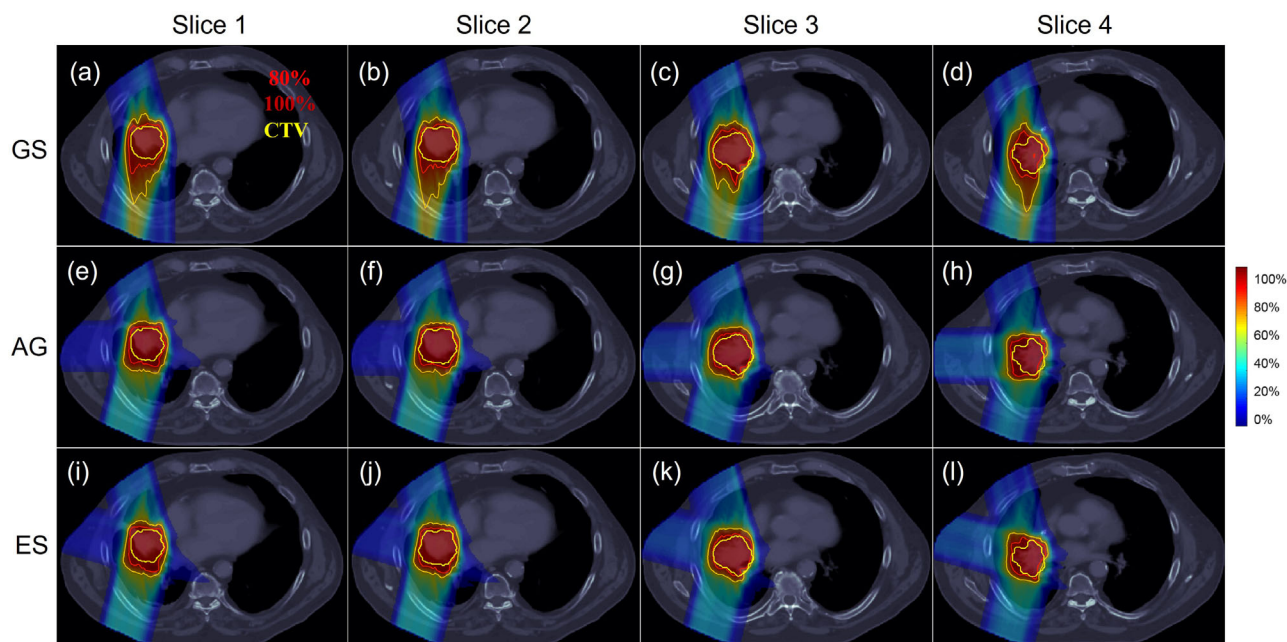 Slice 1 Slice 2 Slice 3 Slice 4
GS
(a) (b) (c) (d)
80%
100%
CTV
AG
(e) (f) (g) (h)
100%
80%
60%
40%
20%
0%
ES
(i) (j) (k) (l)